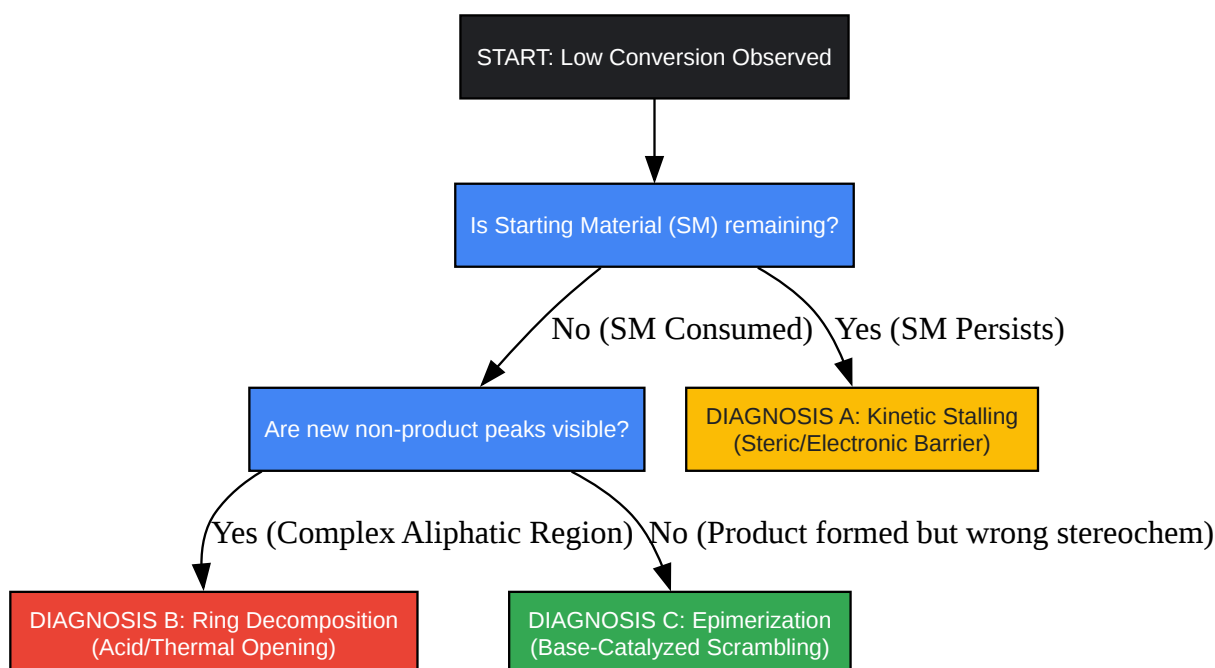 START: Low Conversion Observed
Is Starting Material (SM) remaining?
No (SM Consumed)
Yes (SM Persists)
Are new non-product peaks visible?
DIAGNOSIS A: Kinetic Stalling
(Steric/Electronic Barrier)
Yes (Complex Aliphatic Region)
No (Product formed but wrong stereochem)
DIAGNOSIS B: Ring Decomposition
(Acid/Thermal Opening)
DIAGNOSIS C: Epimerization
(Base-Catalyzed Scrambling)